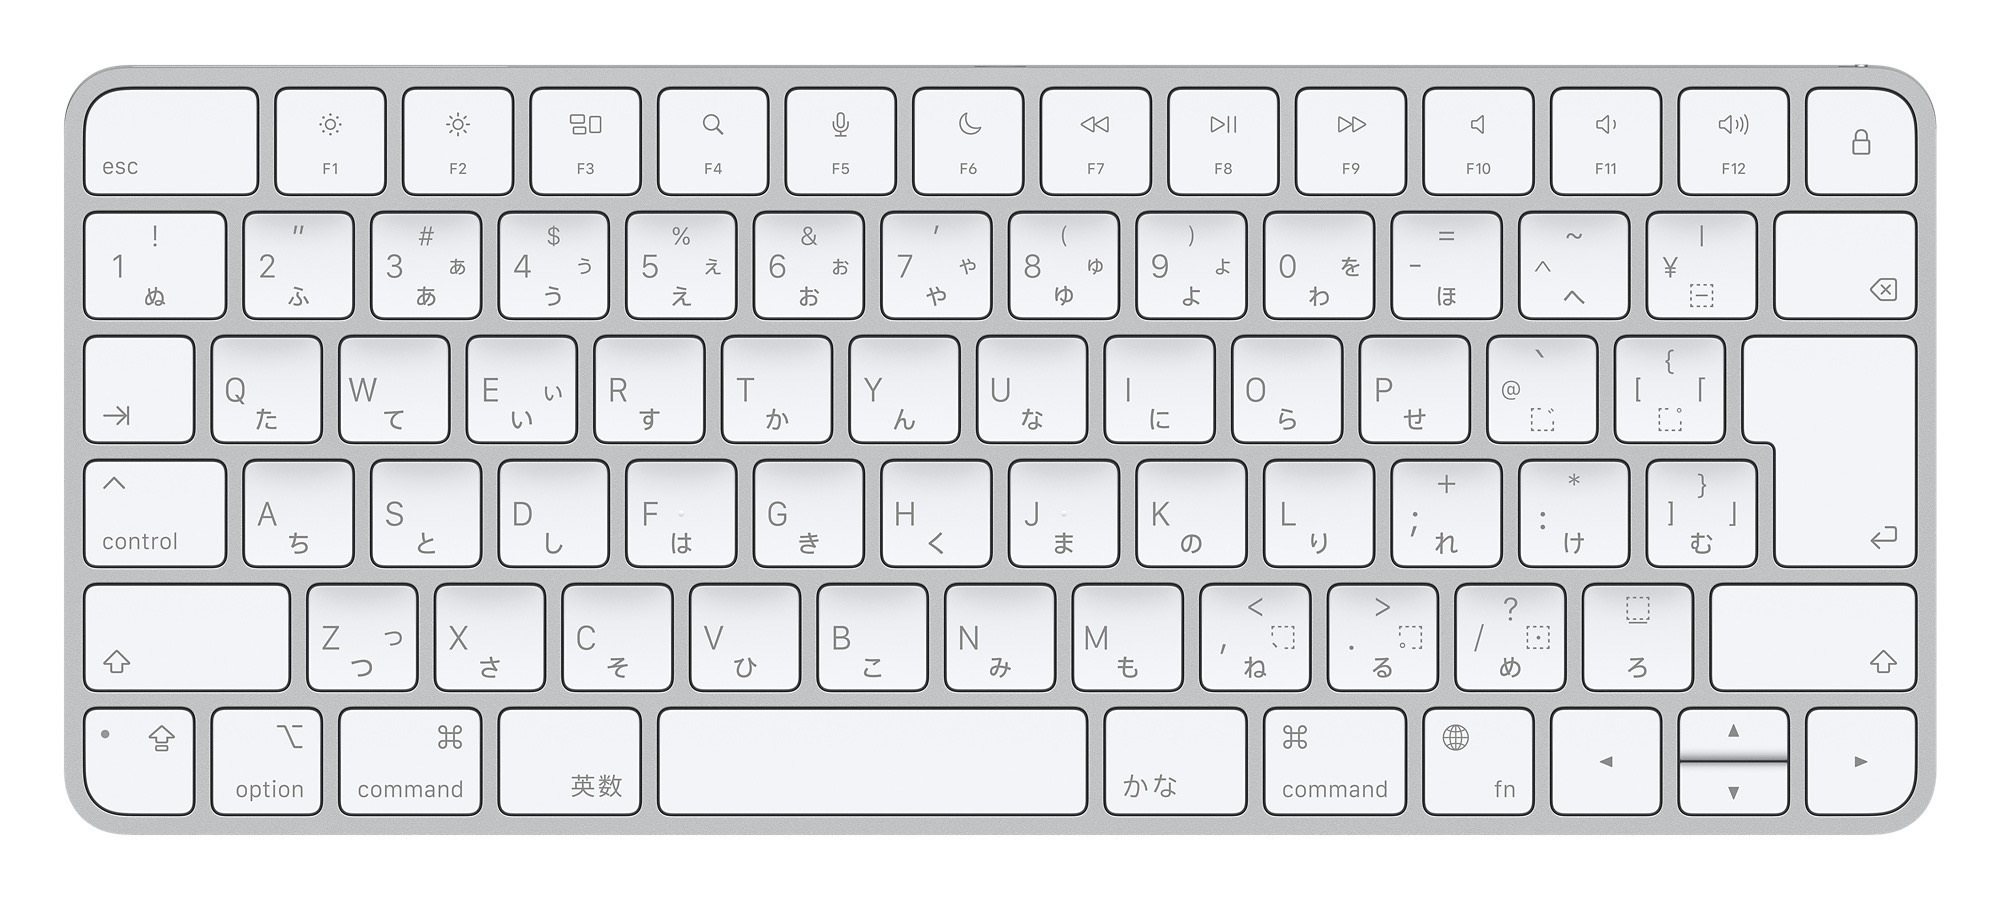 esc F1 F2 F3 F4 F5 F6 F7 F8 F9 F10 F11 F12
! " # $ % & ' ( ) = ~ |
1 2 3 ぁ 4 ぅ 5 ぇ 6 ぉ 7 ゃ 8 ゅ 9 ょ 0 を - ^ ¥
ぬ ふ あ う え お や ゆ よ わ ほ へ ー
` {
Q W E ぃ R T Y U I O P @ [ 「
た て い す か ん な に ら せ ゛ ゜
+ * }
A S D F G H J K L ; : ] 」
control ち と し は き く ま の り れ け む
< > ? _
Z っ X C V B N M , 、 . 。 / ・
つ さ そ ひ こ み も ね る め ろ
⌥ ⌘ ⌘
option command 英数 かな command fn